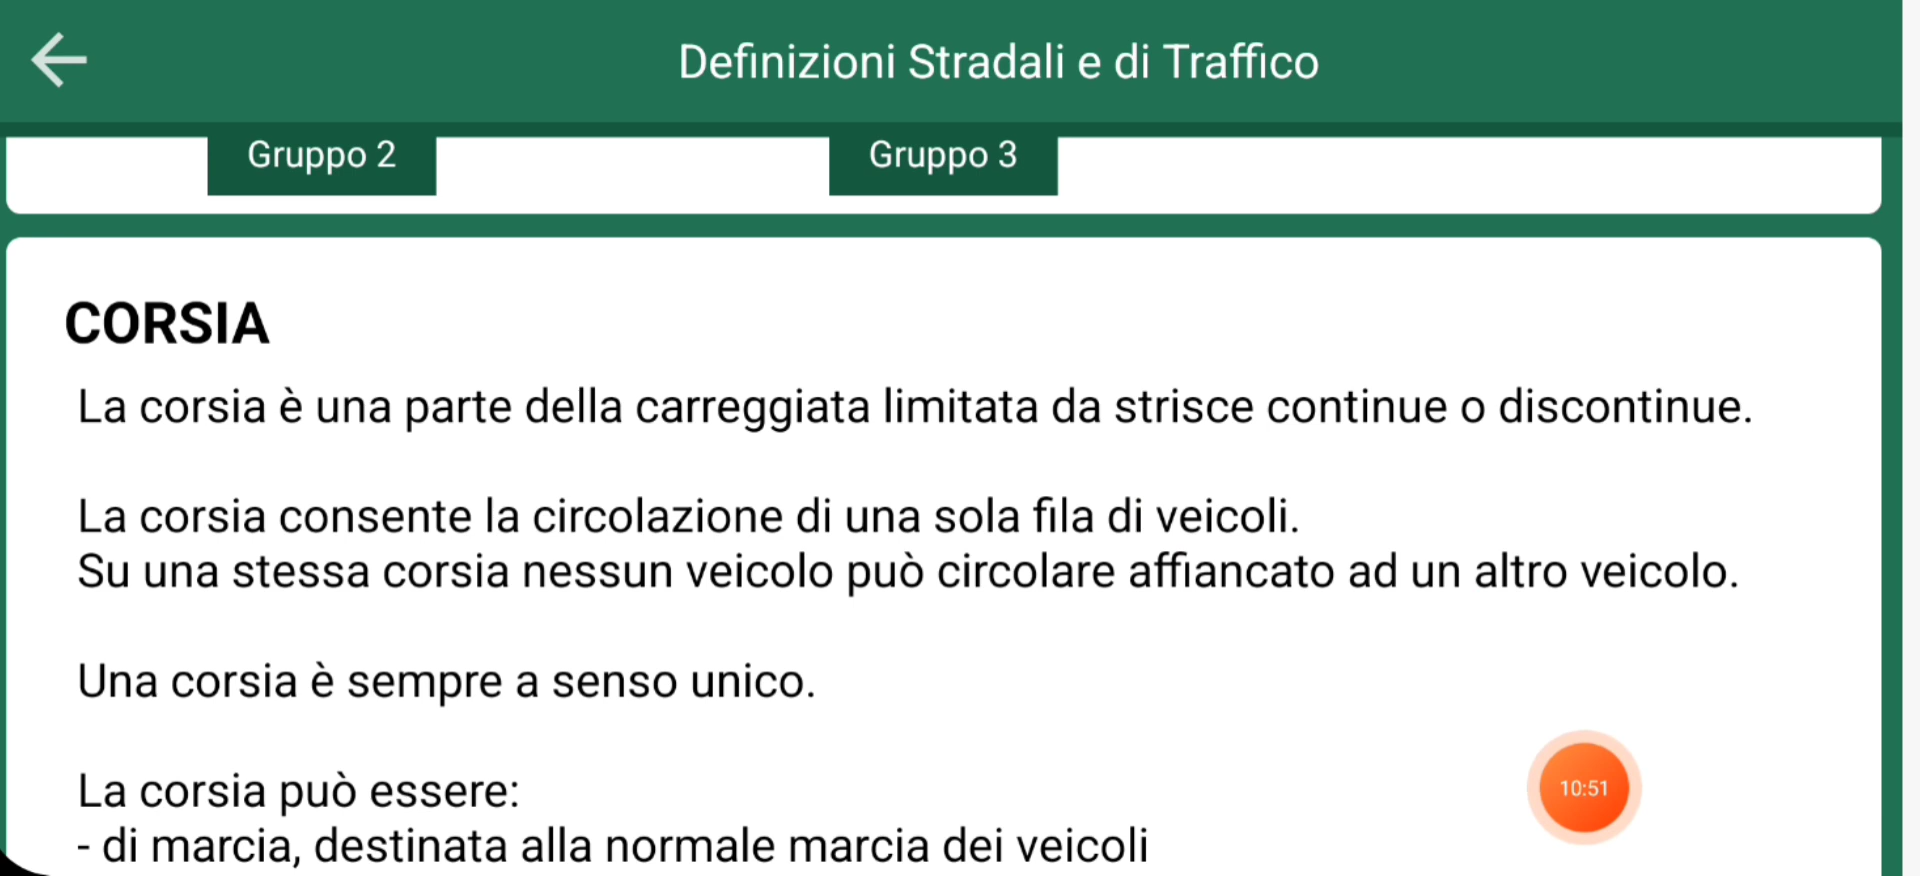 Definizioni Stradali e di Traffico
Gruppo 2
Gruppo 3
CORSIA
La corsia è una parte della carreggiata limitata da strisce continue o discontinue.
La corsia consente la circolazione di una sola fila di veicoli.
Su una stessa corsia nessun veicolo può circolare affiancato ad un altro veicolo.
Una corsia è sempre a senso unico.
La corsia può essere:
- di marcia, destinata alla normale marcia dei veicoli
10:51